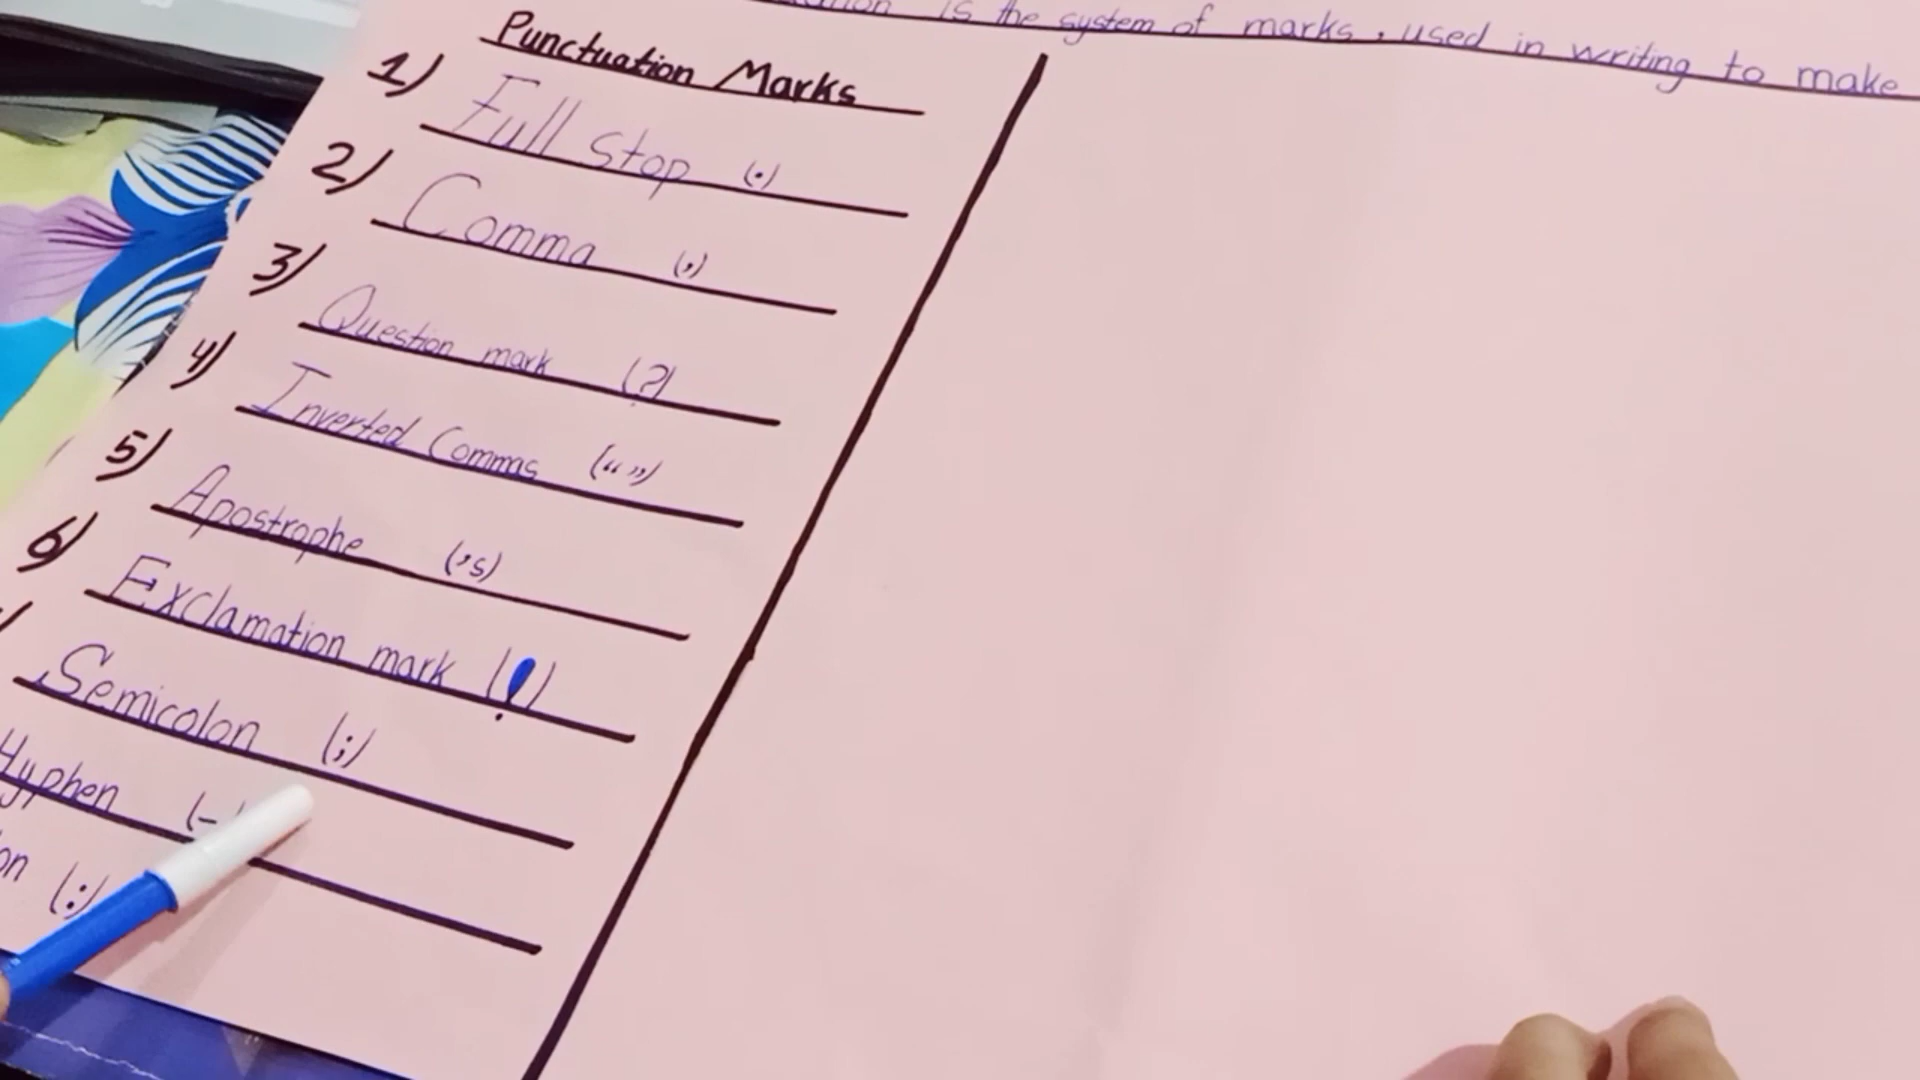 is the system of marks, used in writing to make
Punctuation Marks
1) Full stop (.)
2) Comma (,)
3) Question mark (?)
4) Inverted Commas (“ ”)
5) Apostrophe (’s)
6) Exclamation mark (!)
Semicolon (;)
Hyphen (-
(:)